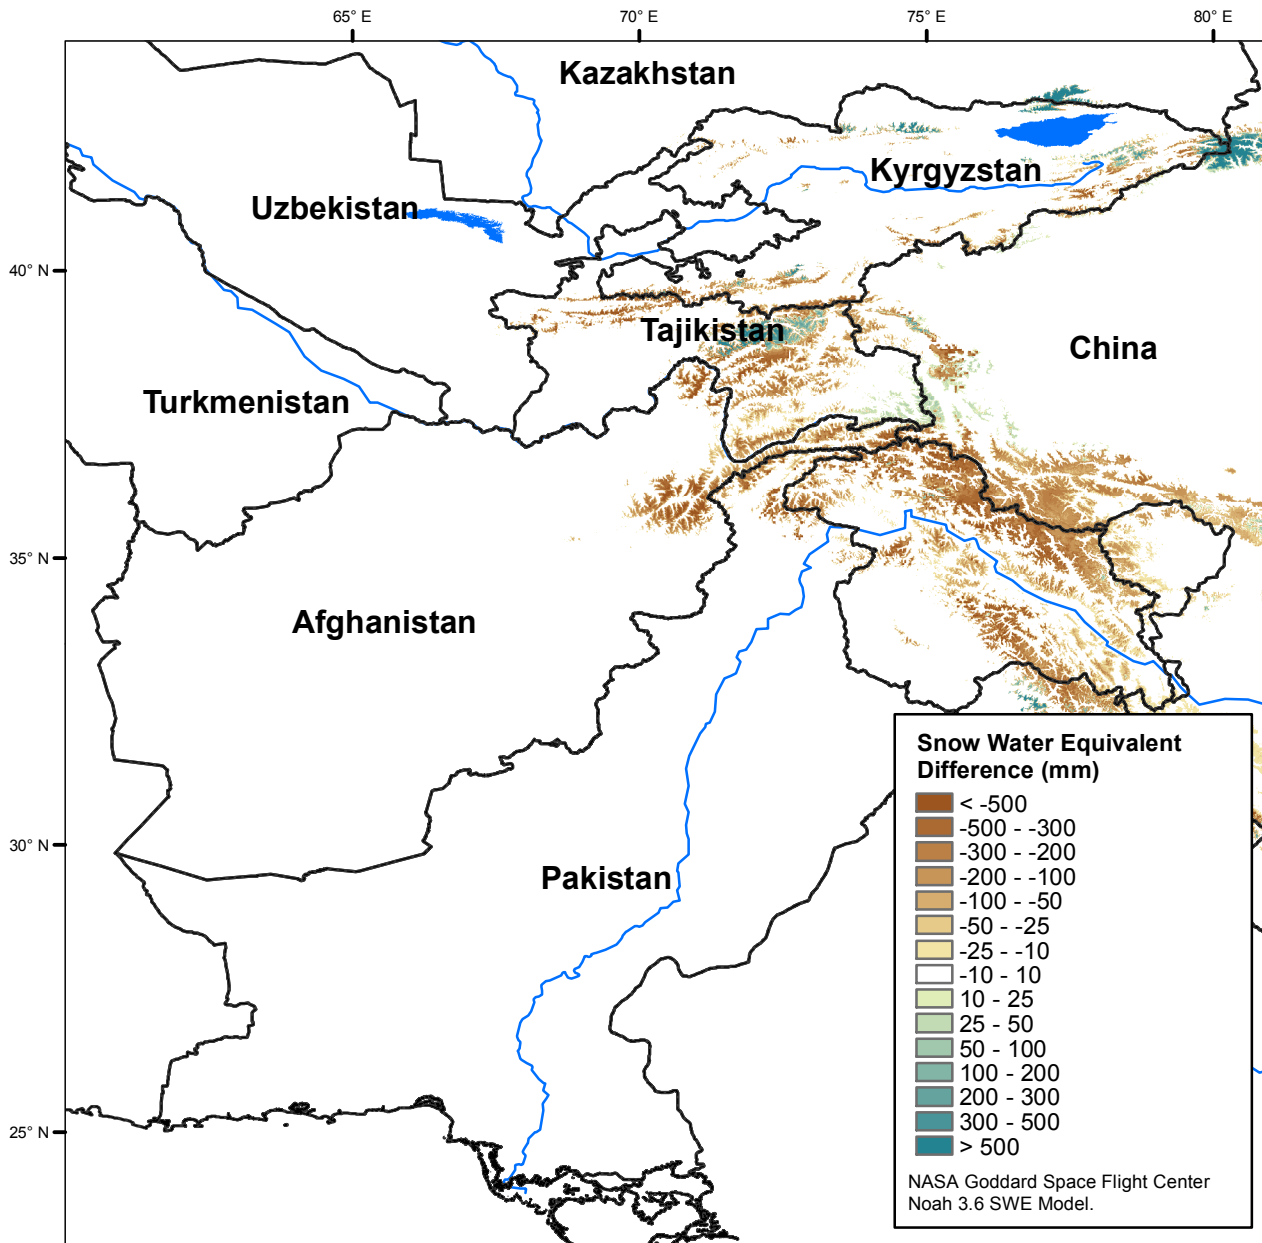 65° E
70° E
75° E
80° E
Kazakhstan
Kyrgyzstan
Uzbekistan
40° N
Tajikistan
China
Turkmenistan
35° N
Afghanistan
30° N
Pakistan
25° N
Snow Water Equivalent
Difference (mm)
< -500
-500 - -300
-300 - -200
-200 - -100
-100 - -50
-50 - -25
-25 - -10
-10 - 10
10 - 25
25 - 50
50 - 100
100 - 200
200 - 300
300 - 500
> 500
NASA Goddard Space Flight Center
Noah 3.6 SWE Model.